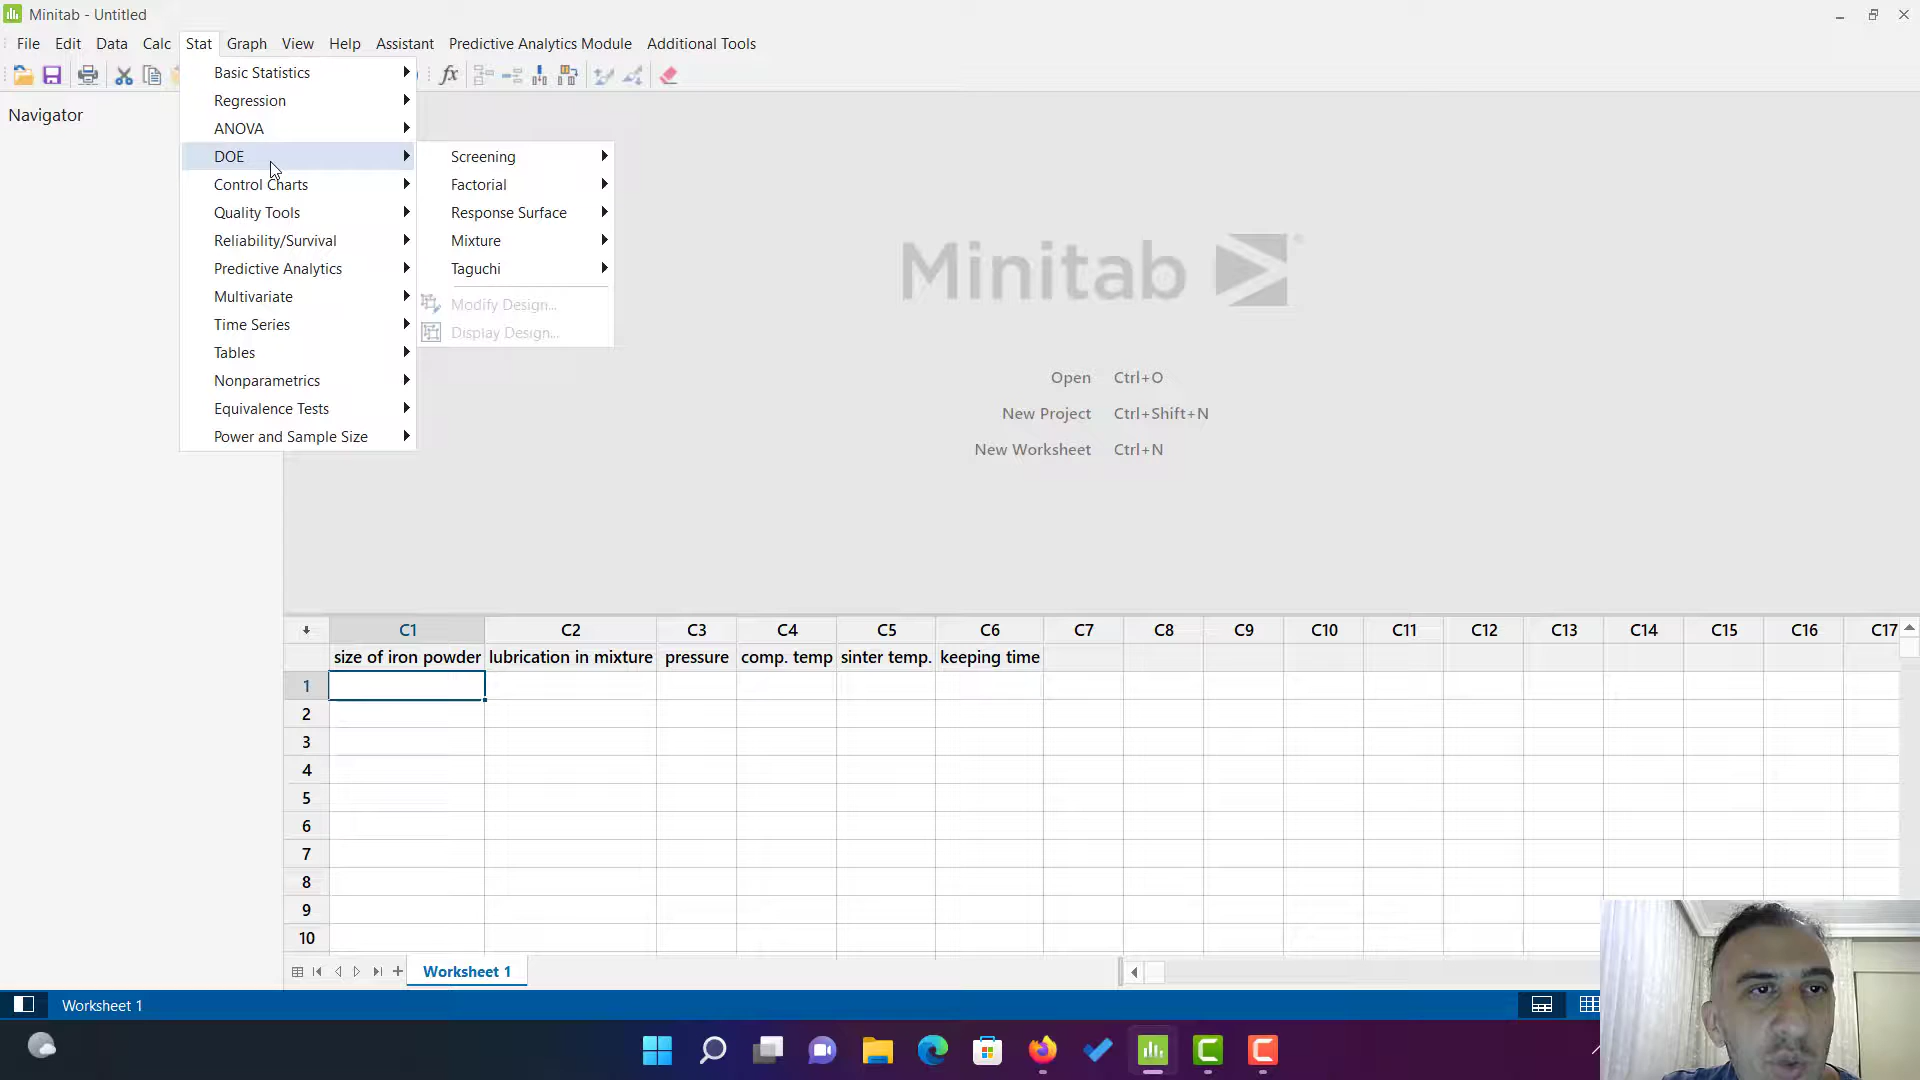 Minitab - Untitled
File Edit Data Calc Stat Graph View Help Assistant Predictive Analytics Module Additional Tools
fx
Navigator
Basic Statistics
Regression
ANOVA
DOE
Control Charts
Quality Tools
Reliability/Survival
Predictive Analytics
Multivariate
Time Series
Tables
Nonparametrics
Equivalence Tests
Power and Sample Size
Screening
Factorial
Response Surface
Mixture
Taguchi
Modify Design...
Display Design...
Minitab
Open Ctrl+O
New Project Ctrl+Shift+N
New Worksheet Ctrl+N
C1 C2 C3 C4 C5 C6 C7 C8 C9 C10 C11 C12 C13 C14 C15 C16 C17
size of iron powder lubrication in mixture pressure comp. temp sinter temp. keeping time
1
2
3
4
5
6
7
8
9
10
Worksheet 1
Worksheet 1